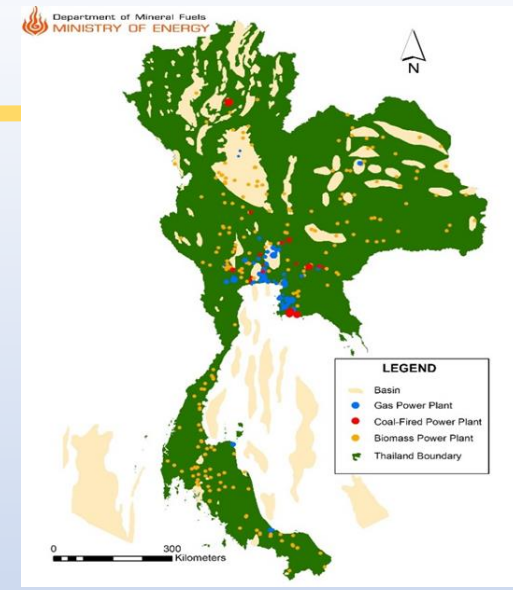 Department of Mineral Fuels
MINISTRY OF ENERGY
N
LEGEND
Basin
Gas Power Plant
Coal-Fired Power Plant
Biomass Power Plant
Thailand Boundary
0 300
Kilometers